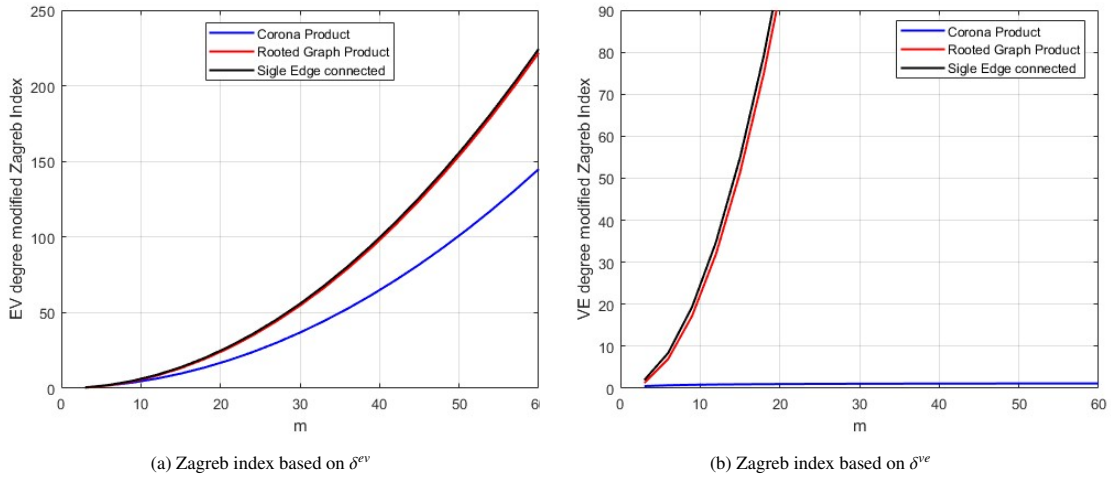 250
200
150
100
50
0
0 10 20 30 40 50 60
EV degree modified Zagreb Index
m
Corona Product
Rooted Graph Product
Sigle Edge connected
(a) Zagreb index based on δ^{ev}
90
80
70
60
50
40
30
20
10
0
0 10 20 30 40 50 60
VE degree modified Zagreb Index
m
Corona Product
Rooted Graph Product
Sigle Edge connected
(b) Zagreb index based on δ^{ve}